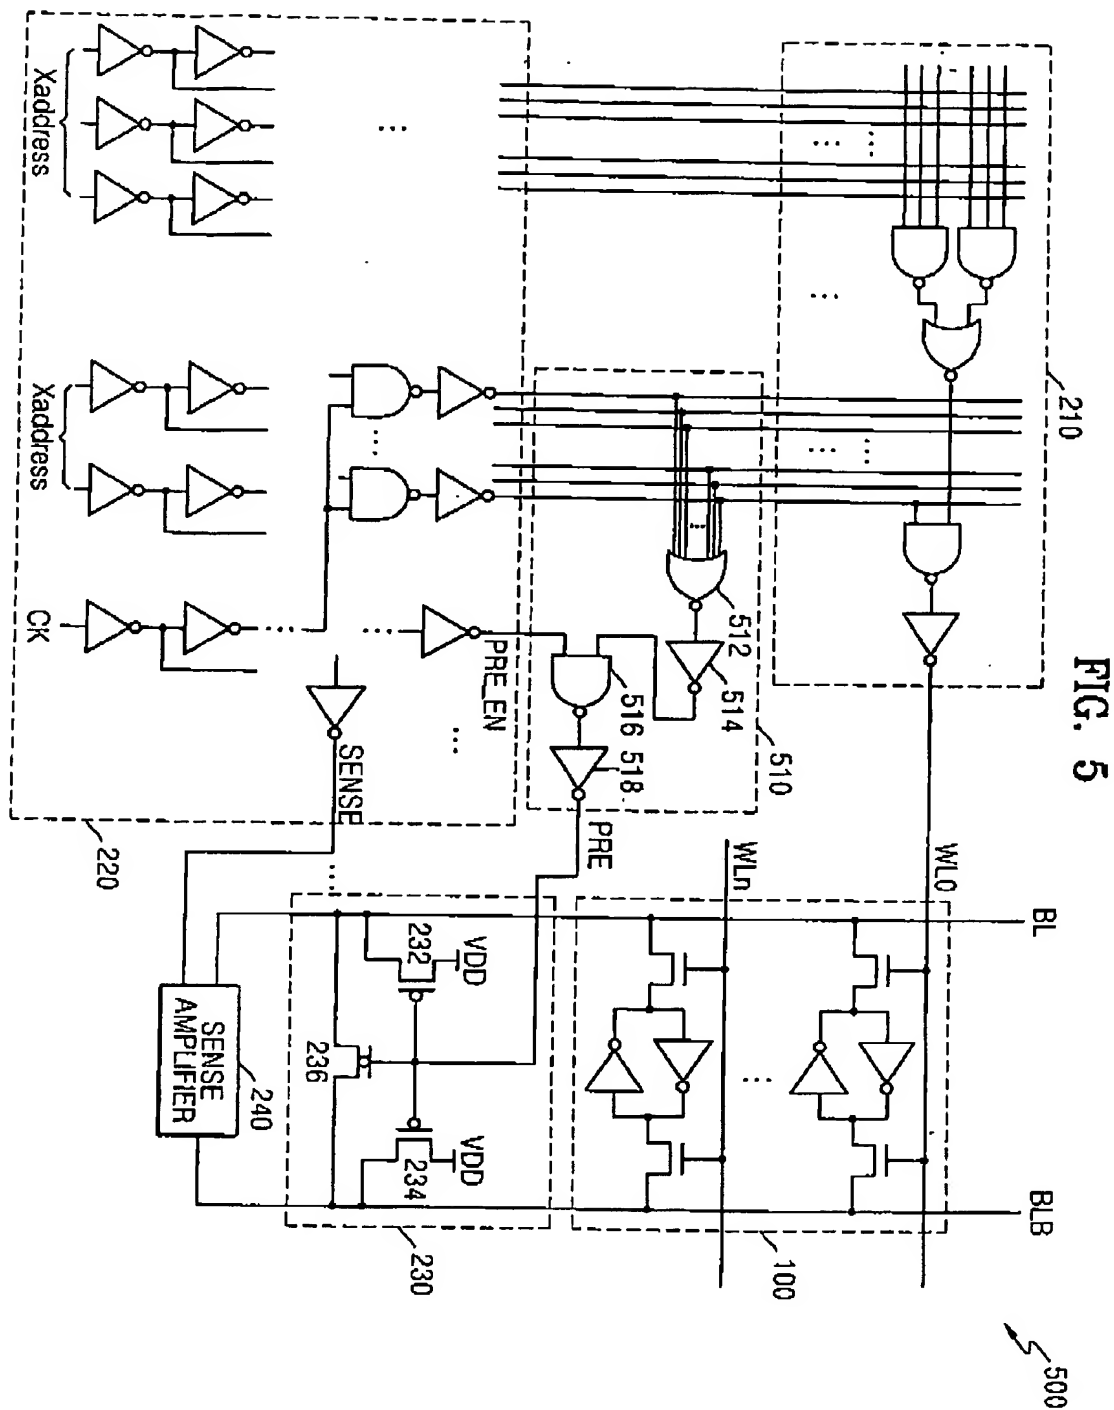 FIG. 5
500
210
Xaddress
Xaddress
CK
512
514
516
518
510
PRE_EN
PRE
SENSE
220
WL0
WLn
BL
BLB
100
232
VDD
236
234
VDD
230
SENSE
AMPLIFIER
240